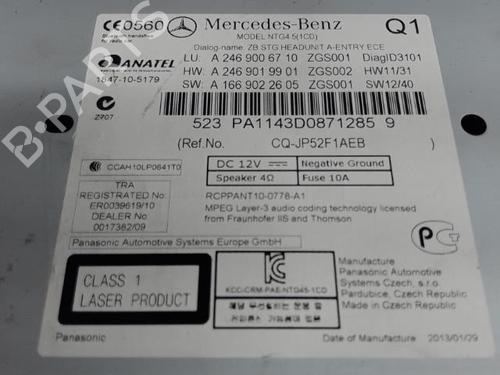 CE0560 Mercedes-Benz Q1
MODEL NTG4.5(1CD)
Dialog-name: ZB STG HEADUNIT A-ENTRY ECE
ANATEL
1847-10-5179
LU: A 246 900 67 10 ZGS001 DiagID3101
HW: A 246 901 99 01 ZGS002 HW11/31
SW: A 166 902 26 05 ZGS001 SW12/40
Z707
523 PA1143D0871285 9
(Ref.No. CQ-JP52F1AEB )
CCAH10LP0641T0
DC 12V Negative Ground
Speaker 4Ω Fuse 10A
TRA
REGISTRATED No
ER0039619/10
DEALER No
0017362/09
RCPPANT10-0778-A1
MPEG Layer-3 audio coding technology licensed
from Fraunhofer IIS and Thomson
Panasonic Automotive Systems Europe GmbH
CLASS 1
LASER PRODUCT
KCC-CRM-PAE-NTG45-1CD
Manufacture
Panasonic Automotive
Systems Czech, s.r.o.
Pardubice, Czech Republic
Made in Czech Republic
Panasonic
Date of Manufacture 2013/01/29
B-Parts